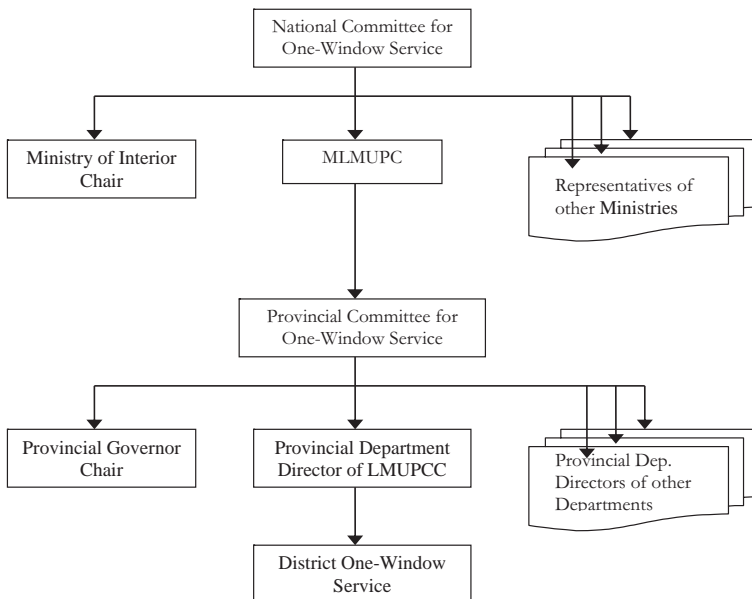 National Committee for
One-Window Service
Ministry of Interior
Chair
MLMUPC
Representatives of
other Ministries
Provincial Committee for
One-Window Service
Provincial Governor
Chair
Provincial Department
Director of LMUPCC
Provincial Dep.
Directors of other
Departments
District One-Window
Service